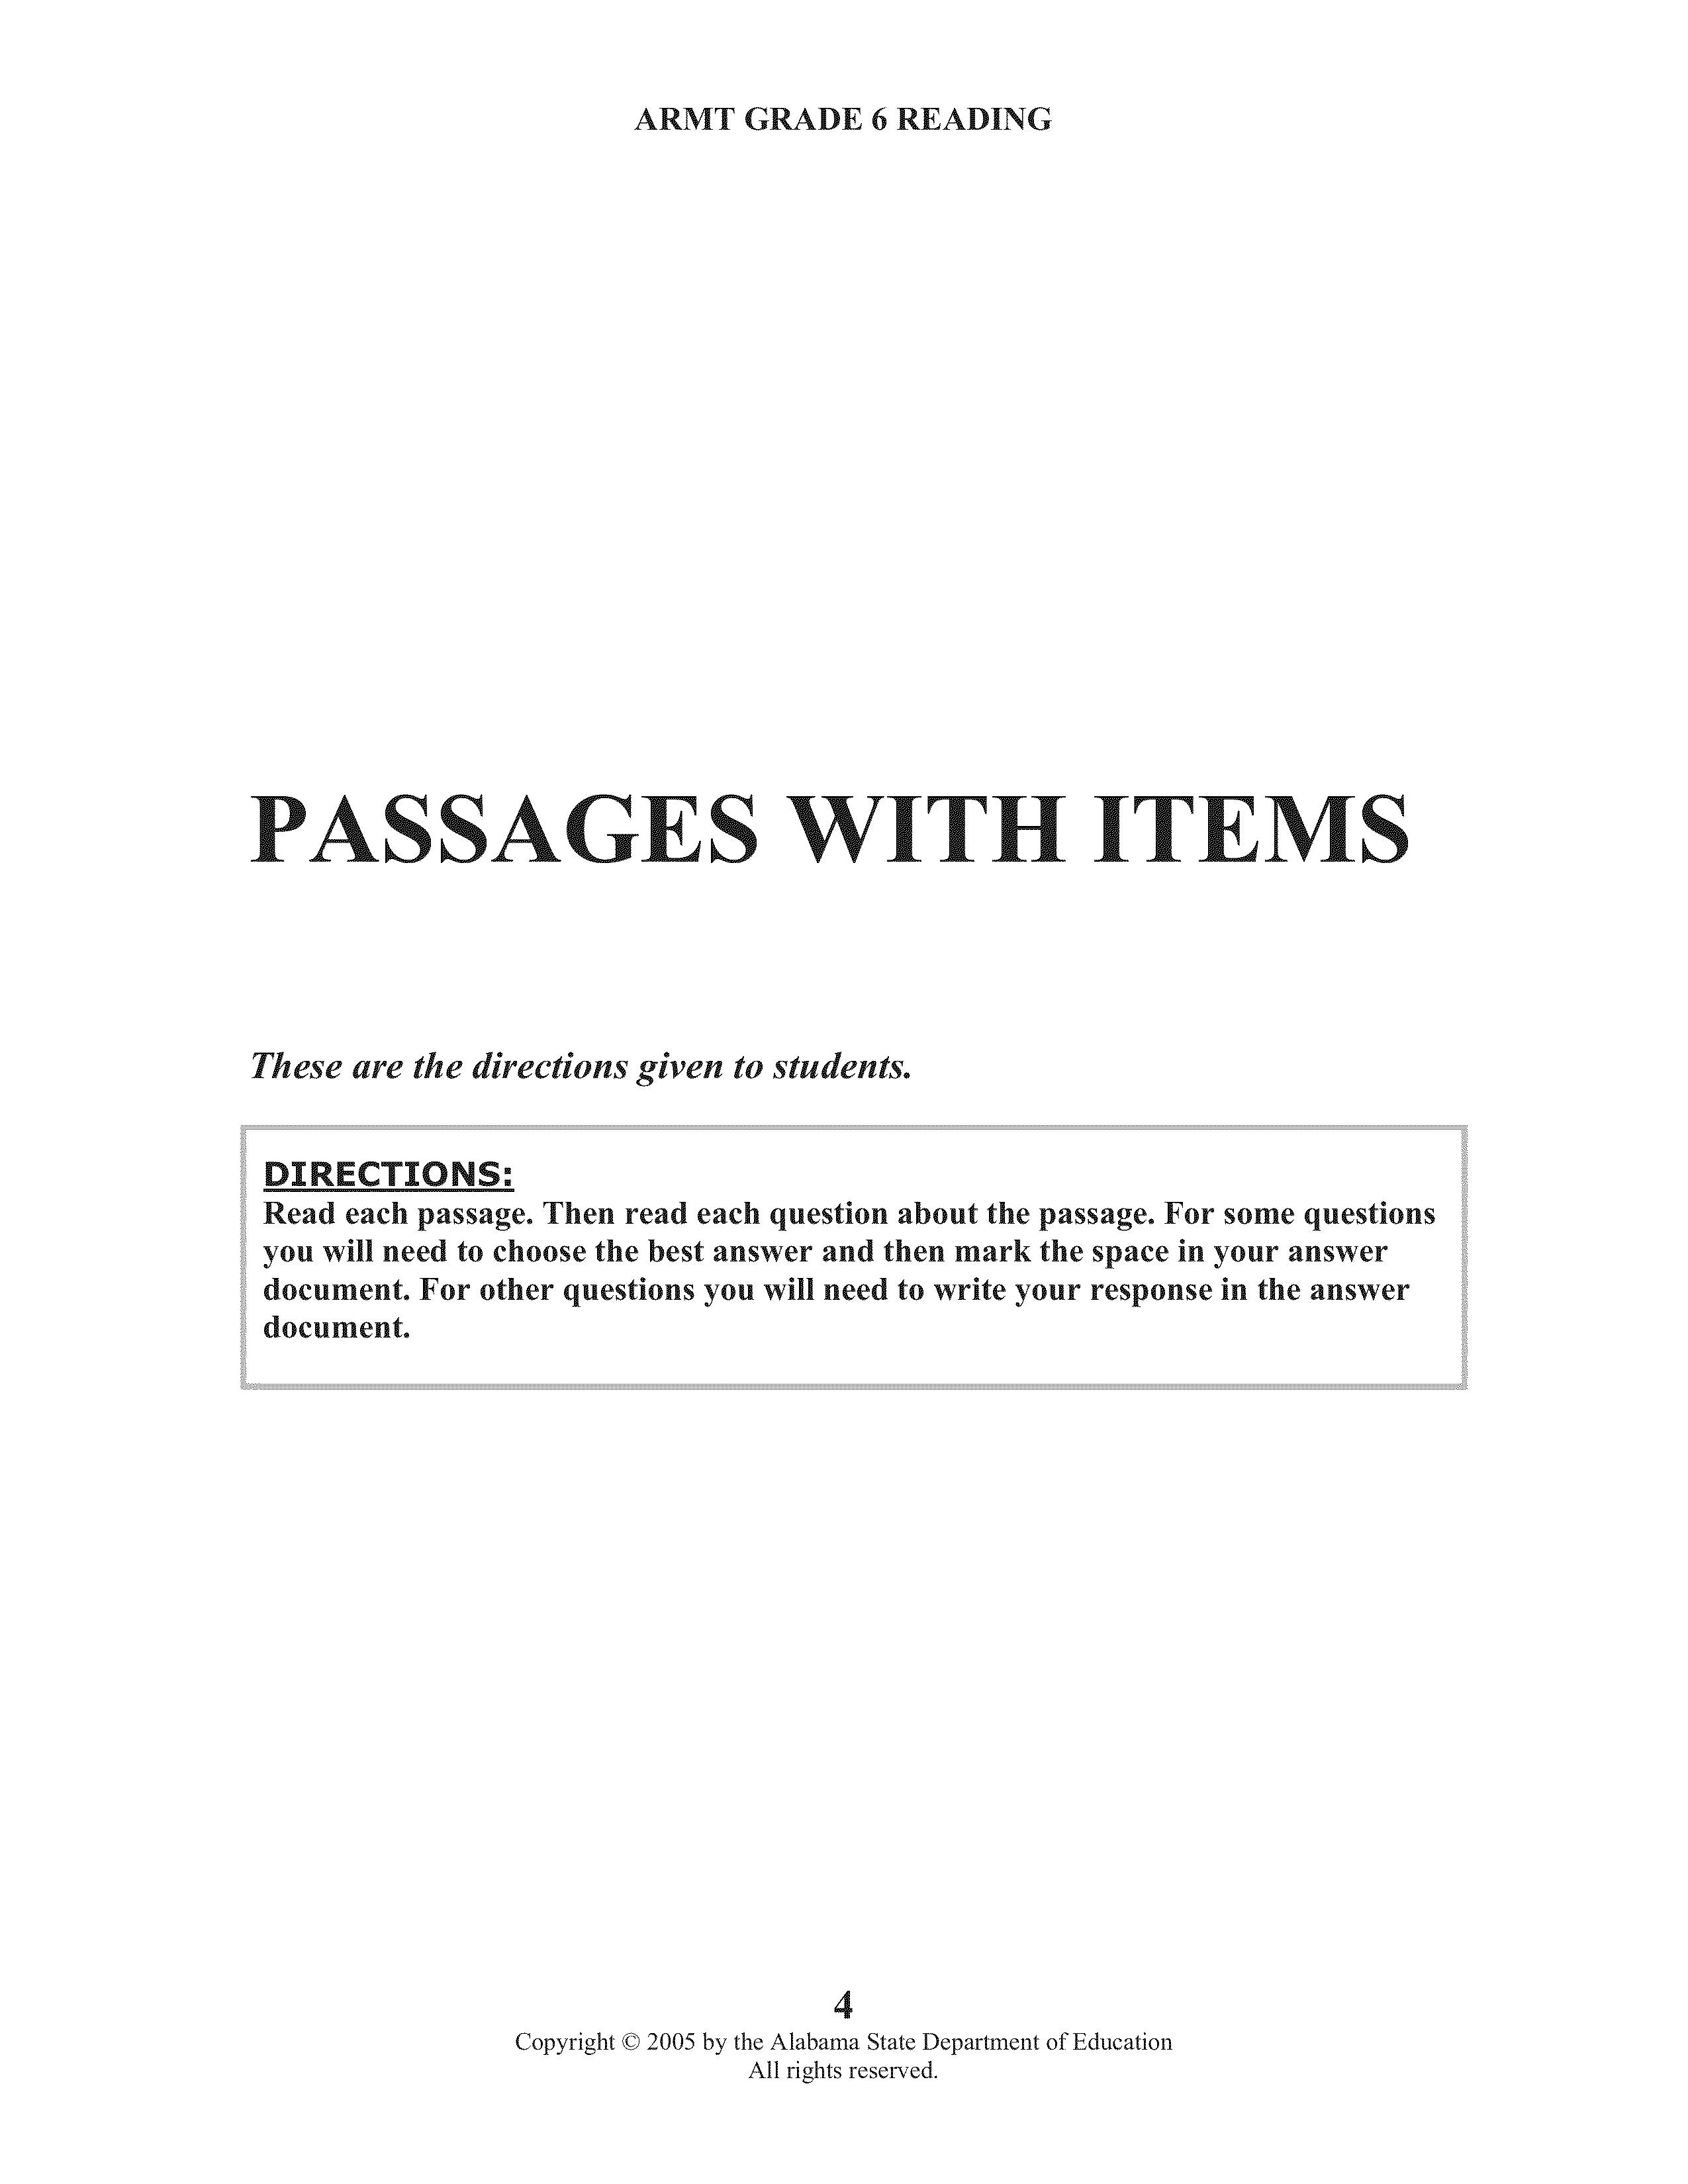 ARMT GRADE 6 READING
PASSAGES WITH ITEMS
These are the directions given to students.
DIRECTIONS:
Read each passage. Then read each question about the passage. For some questions
you will need to choose the best answer and then mark the space in your answer
document. For other questions you will need to write your response in the answer
document.
4
Copyright © 2005 by the Alabama State Department of Education
All rights reserved.